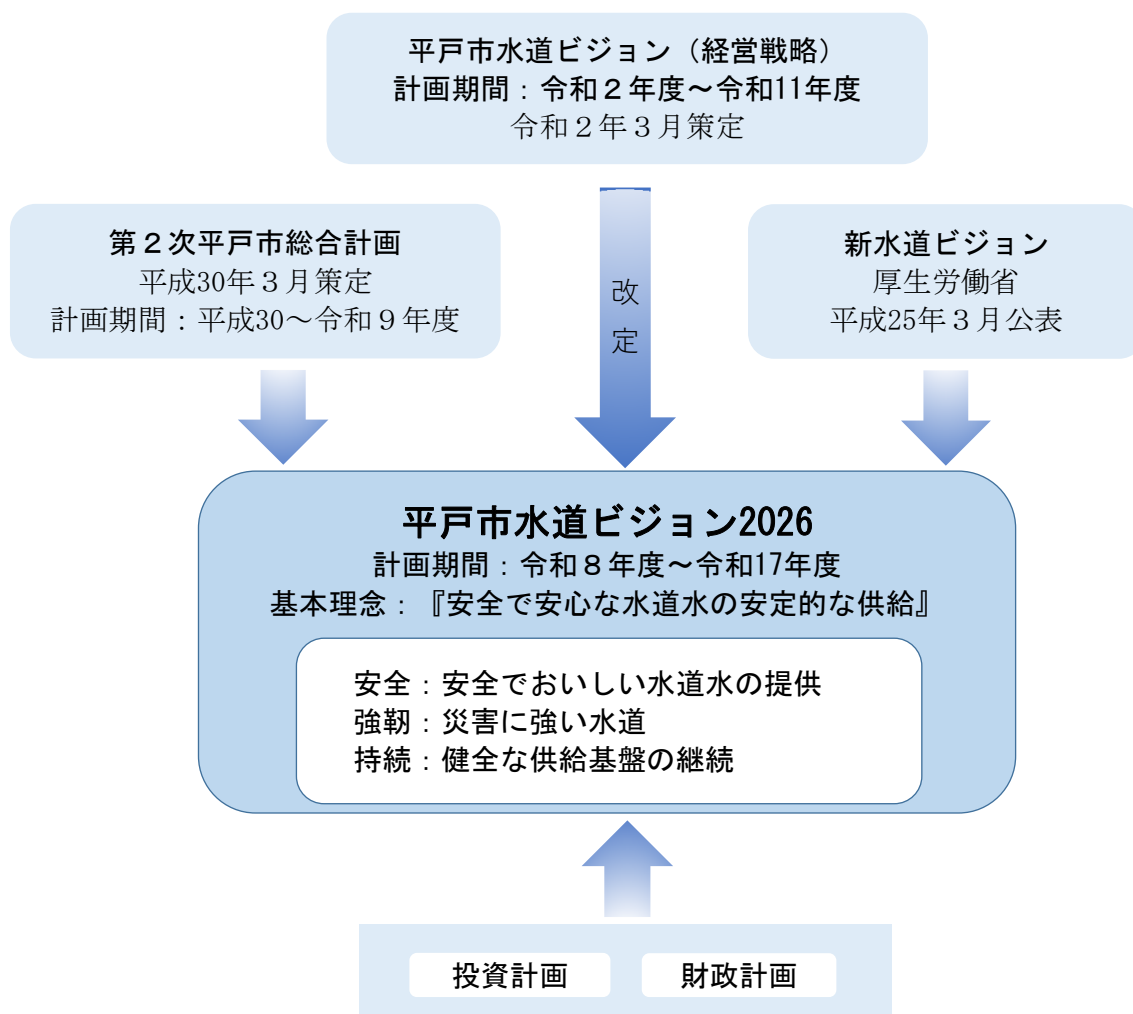 平戸市水道ビジョン（経営戦略）
計画期間：令和２年度～令和11年度
令和２年３月策定
第２次平戸市総合計画
平成30年３月策定
計画期間：平成30～令和９年度
改
定
新水道ビジョン
厚生労働省
平成25年３月公表
平戸市水道ビジョン2026
計画期間：令和８年度～令和17年度
基本理念：『安全で安心な水道水の安定的な供給』
安全：安全でおいしい水道水の提供
強靭：災害に強い水道
持続：健全な供給基盤の継続
投資計画
財政計画